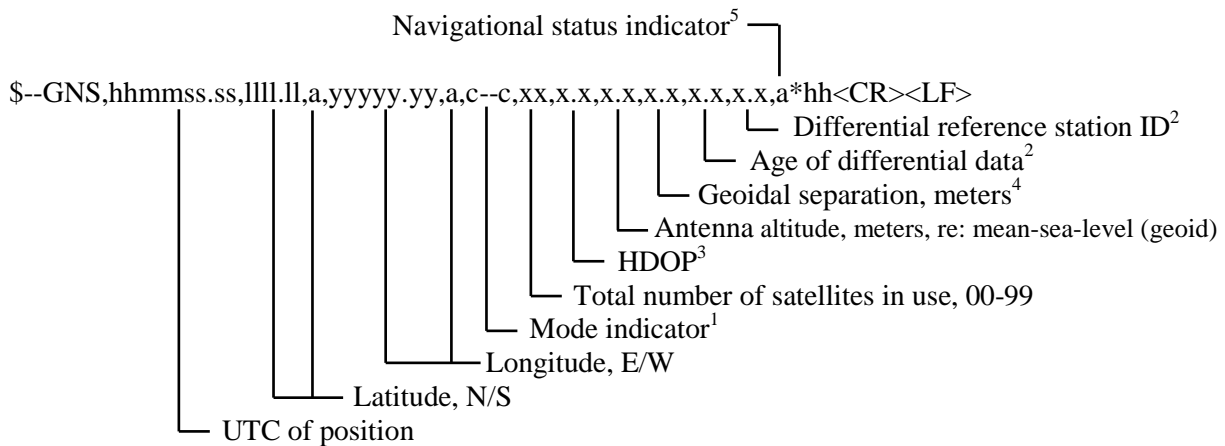 Navigational status indicator⁵
$--GNS,hhmmss.ss,llll.ll,a,yyyyy.yy,a,c--c,xx,x.x,x.x,x.x,x.x,x.x,a*hh<CR><LF>
Differential reference station ID²
Age of differential data²
Geoidal separation, meters⁴
Antenna altitude, meters, re: mean-sea-level (geoid)
HDOP³
Total number of satellites in use, 00-99
Mode indicator¹
Longitude, E/W
Latitude, N/S
UTC of position